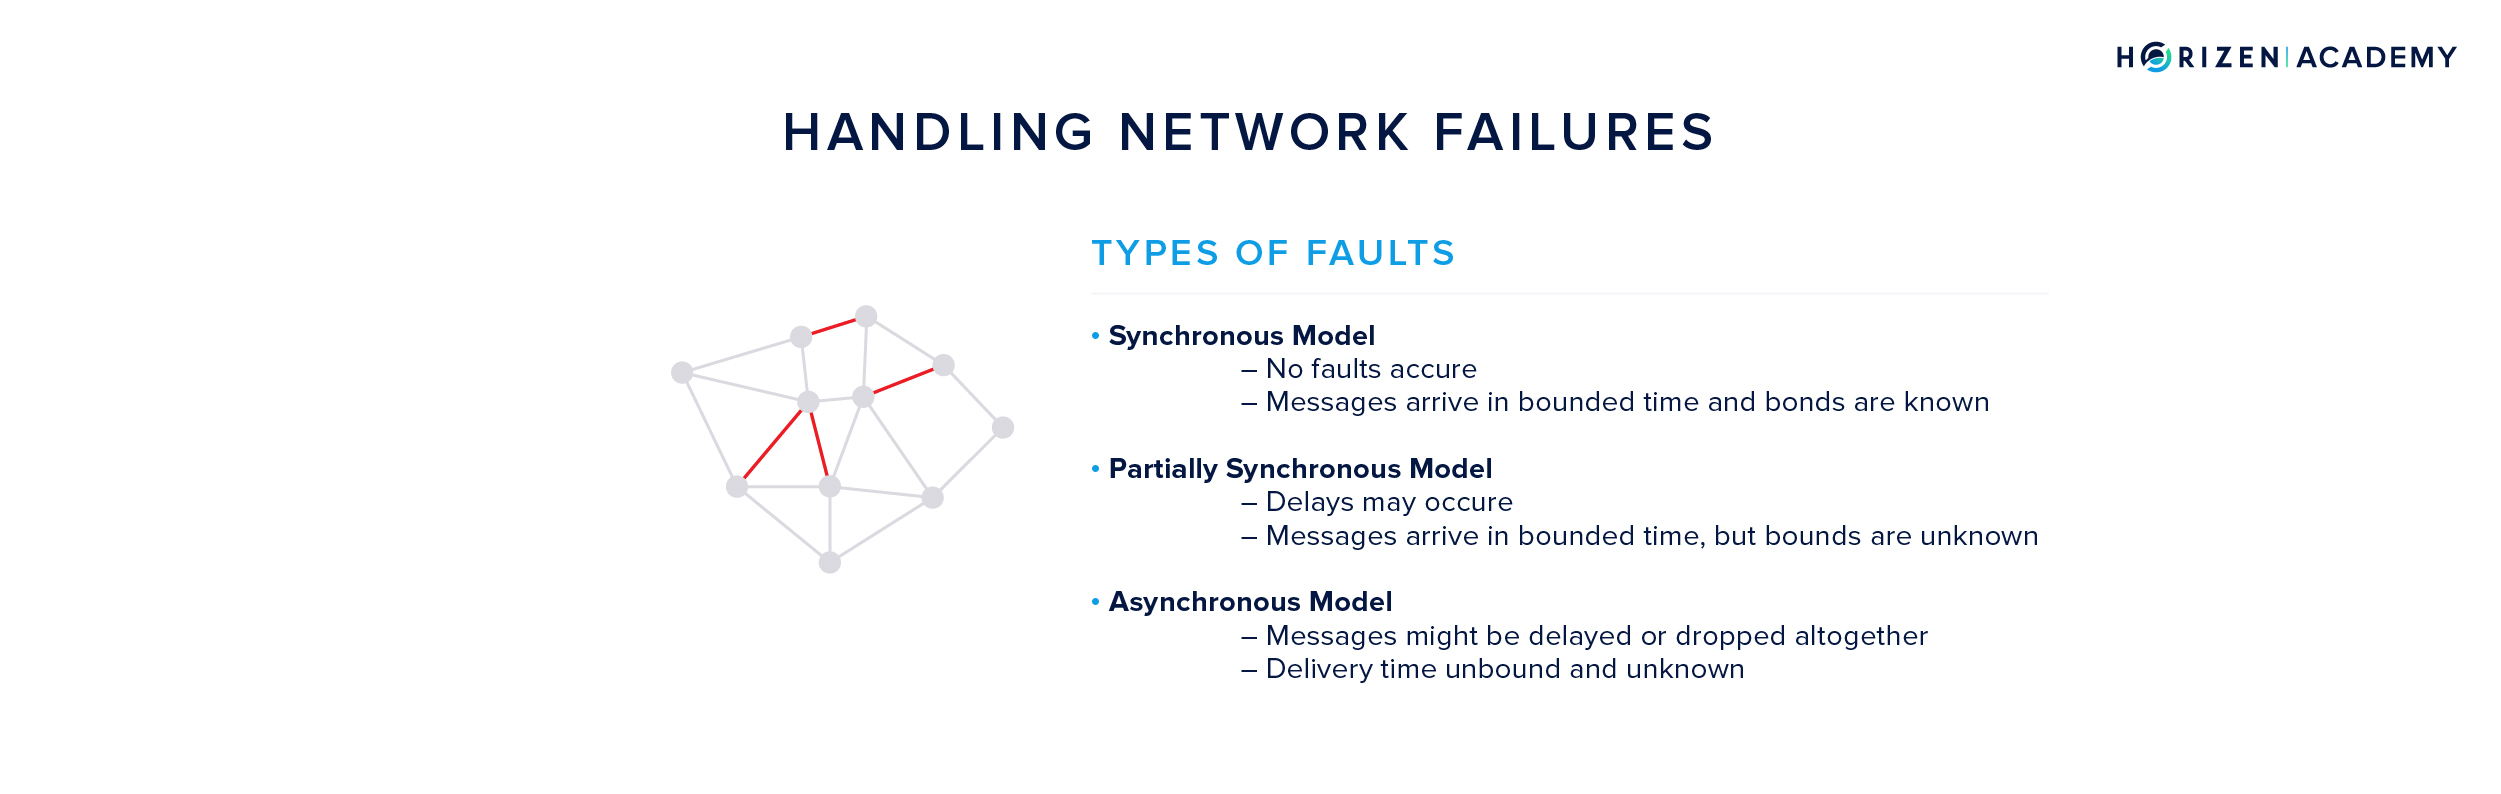 HORIZEN | ACADEMY
HANDLING NETWORK FAILURES
TYPES OF FAULTS
• Synchronous Model
– No faults accure
– Messages arrive in bounded time and bonds are known
• Partially Synchronous Model
– Delays may occure
– Messages arrive in bounded time, but bounds are unknown
• Asynchronous Model
– Messages might be delayed or dropped altogether
– Delivery time unbound and unknown